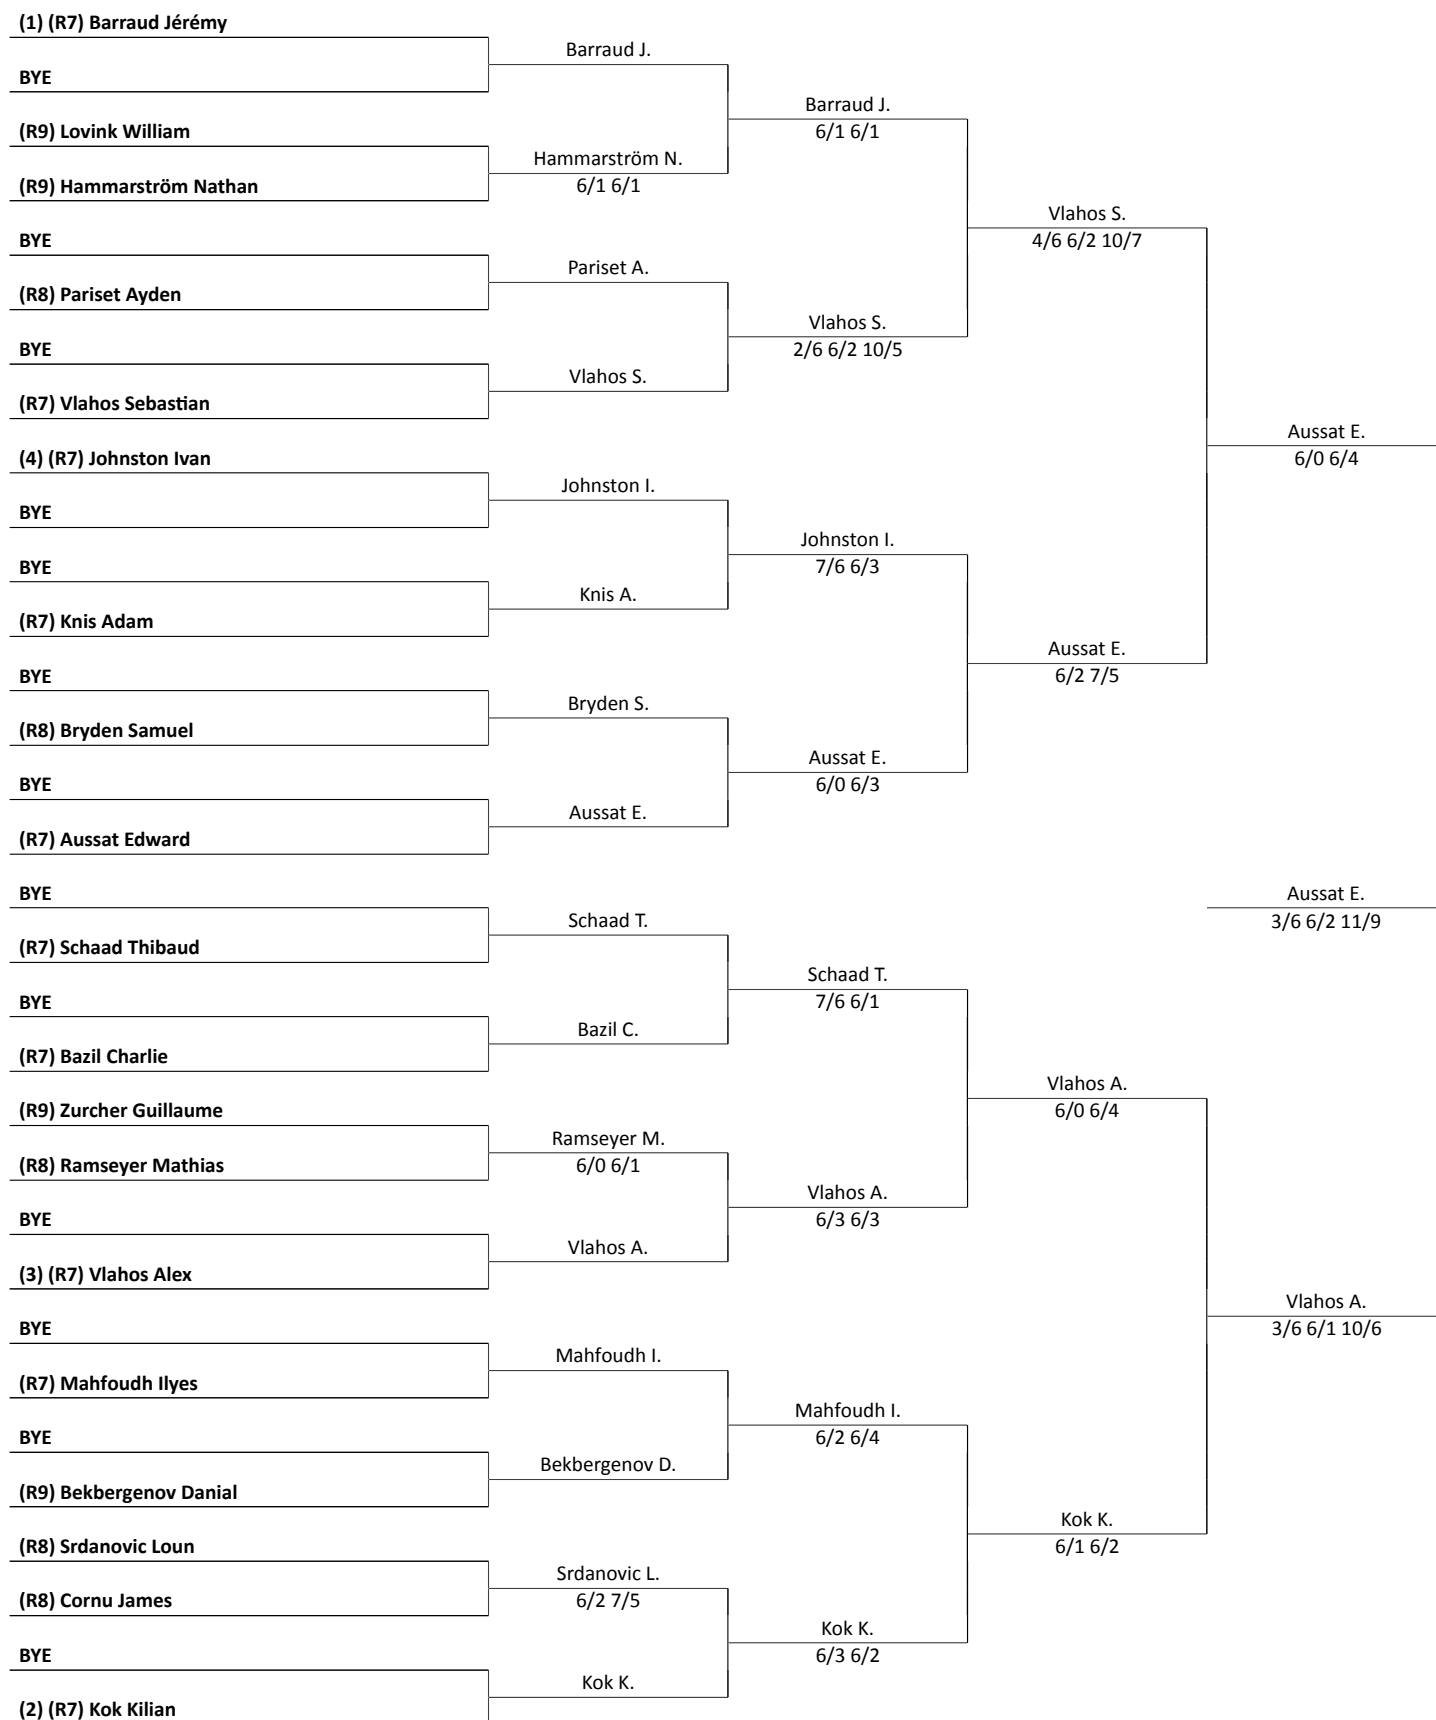 (1) (R7) Barraud Jérémy
BYE
(R9) Lovink William
(R9) Hammarström Nathan
BYE
(R8) Pariset Ayden
BYE
(R7) Vlahos Sebastian
(4) (R7) Johnston Ivan
BYE
BYE
(R7) Knis Adam
BYE
(R8) Bryden Samuel
BYE
(R7) Aussat Edward
BYE
(R7) Schaad Thibaud
BYE
(R7) Bazil Charlie
(R9) Zurcher Guillaume
(R8) Ramseyer Mathias
BYE
(3) (R7) Vlahos Alex
BYE
(R7) Mahfoudh Ilyes
BYE
(R9) Bekbergenov Danial
(R8) Srdanovic Loun
(R8) Cornu James
BYE
(2) (R7) Kok Kilian
Barraud J.
Hammarström N.
6/1 6/1
Pariset A.
Vlahos S.
Johnston I.
Knis A.
Bryden S.
Aussat E.
Schaad T.
Bazil C.
Ramseyer M.
6/0 6/1
Vlahos A.
Mahfoudh I.
Bekbergenov D.
Srdanovic L.
6/2 7/5
Kok K.
Barraud J.
6/1 6/1
Vlahos S.
2/6 6/2 10/5
Johnston I.
7/6 6/3
Aussat E.
6/0 6/3
Schaad T.
7/6 6/1
Vlahos A.
6/3 6/3
Mahfoudh I.
6/2 6/4
Kok K.
6/3 6/2
Vlahos S.
4/6 6/2 10/7
Aussat E.
6/2 7/5
Vlahos A.
6/0 6/4
Kok K.
6/1 6/2
Aussat E.
6/0 6/4
Aussat E.
3/6 6/2 11/9
Vlahos A.
3/6 6/1 10/6